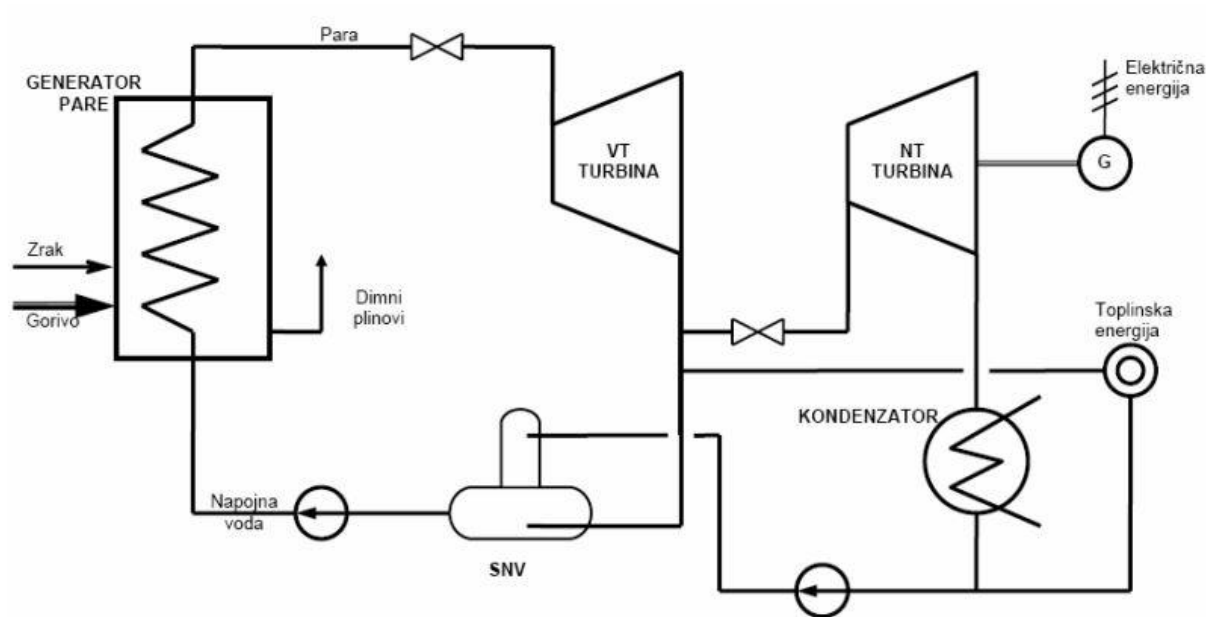 Para
GENERATOR
PARE
Električna
energija
VT
TURBINA
NT
TURBINA
G
Zrak
Gorivo
Dimni
plinovi
Toplinska
energija
KONDENZATOR
Napojna
voda
SNV